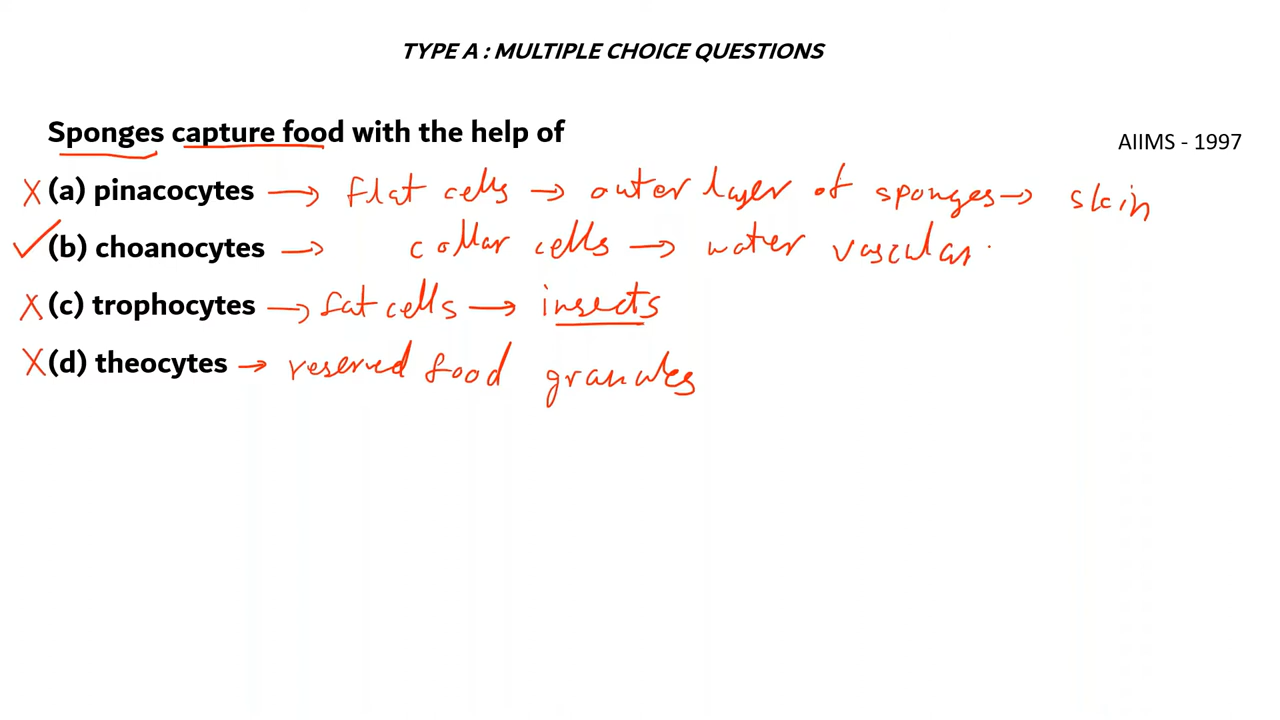 TYPE A : MULTIPLE CHOICE QUESTIONS
Sponges capture food with the help of
AIIMS - 1997
(a) pinacocytes → flat cells → outer layer of sponges → skin
(b) choanocytes → collar cells → water vascular
(c) trophocytes → fat cells → insects
(d) theocytes → reserved food granules